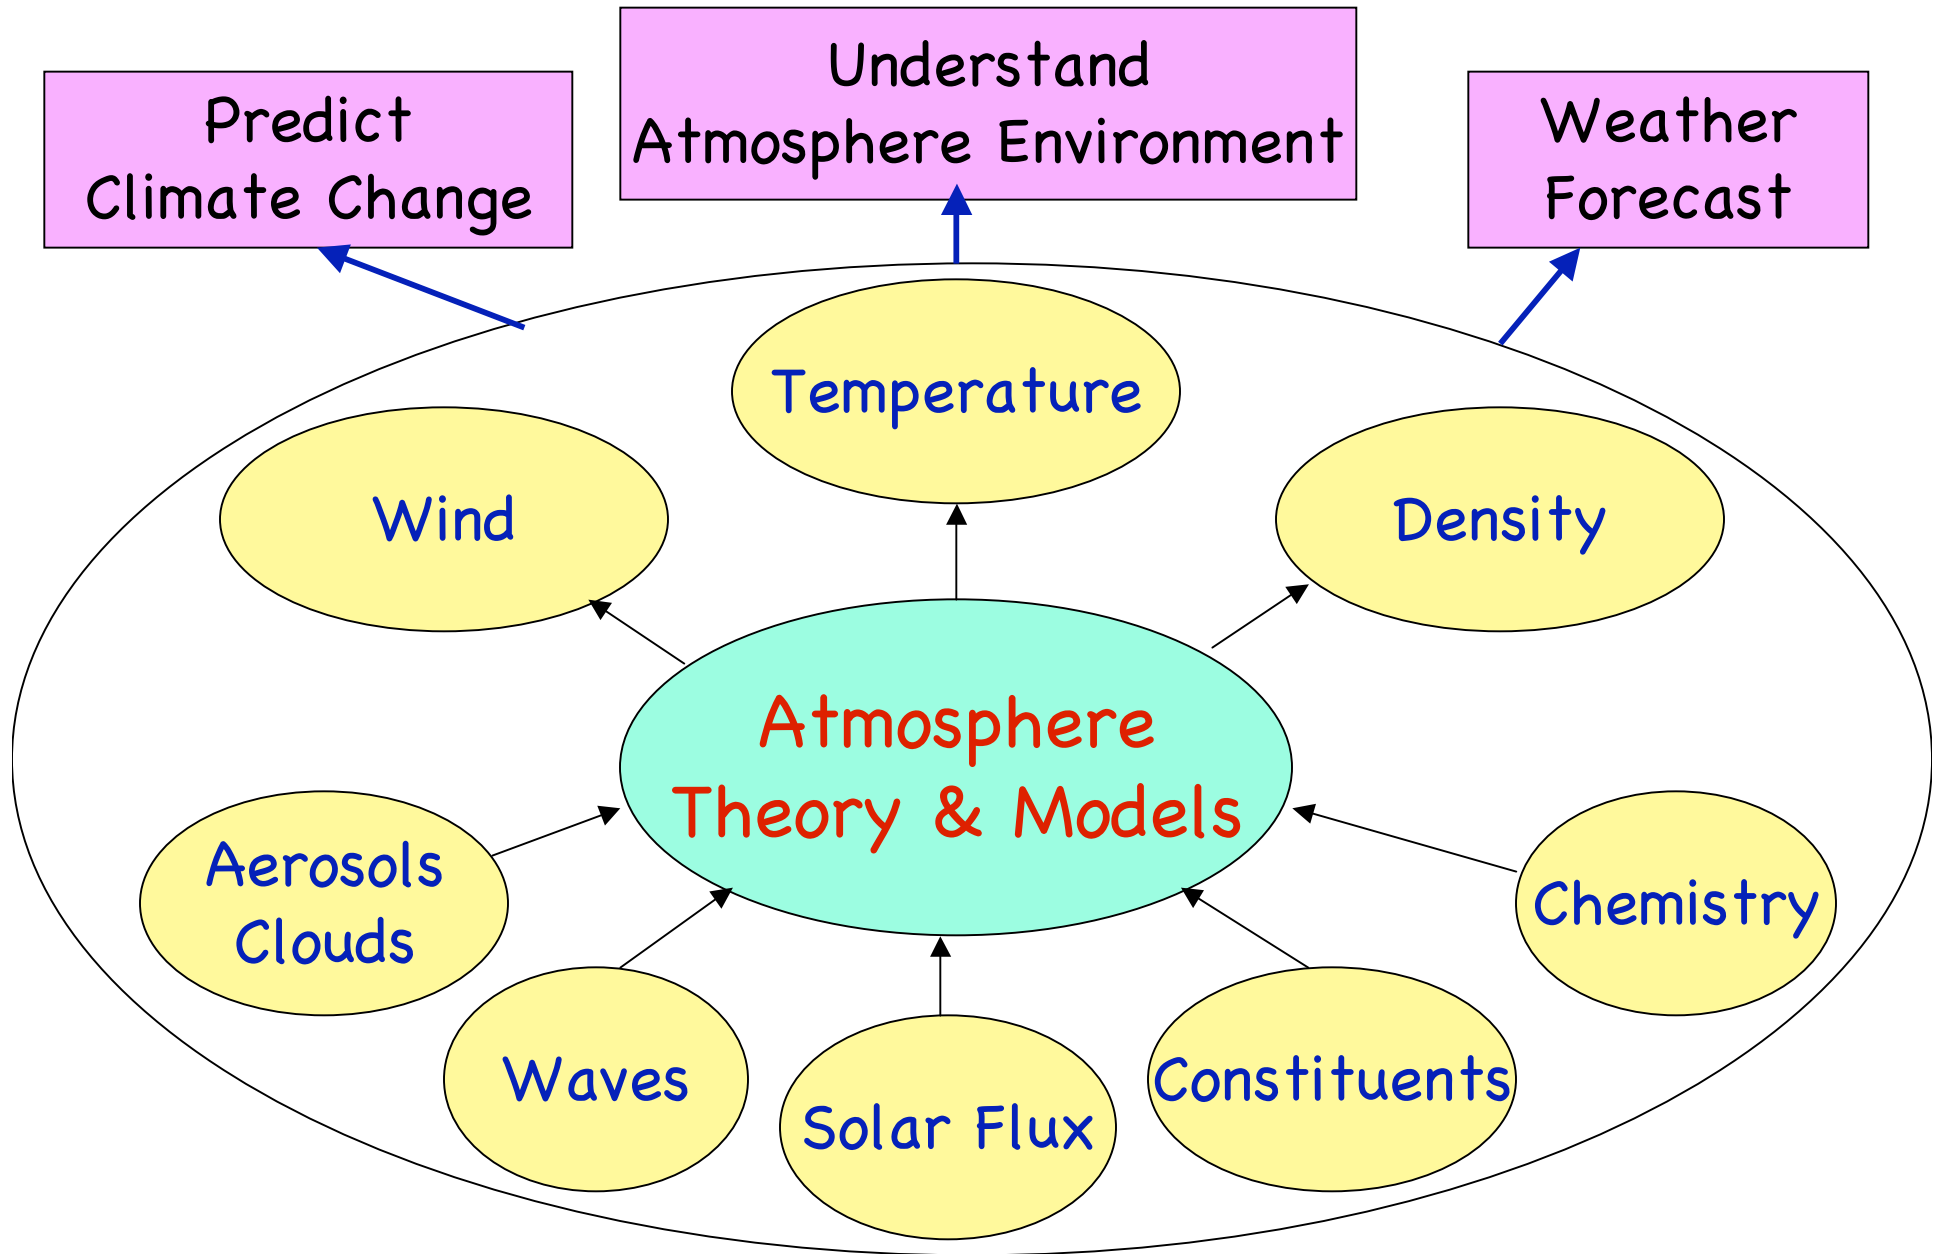 Predict
Climate Change
Understand
Atmosphere Environment
Weather
Forecast
Temperature
Wind
Density
Atmosphere
Theory & Models
Aerosols
Clouds
Chemistry
Waves
Solar Flux
Constituents